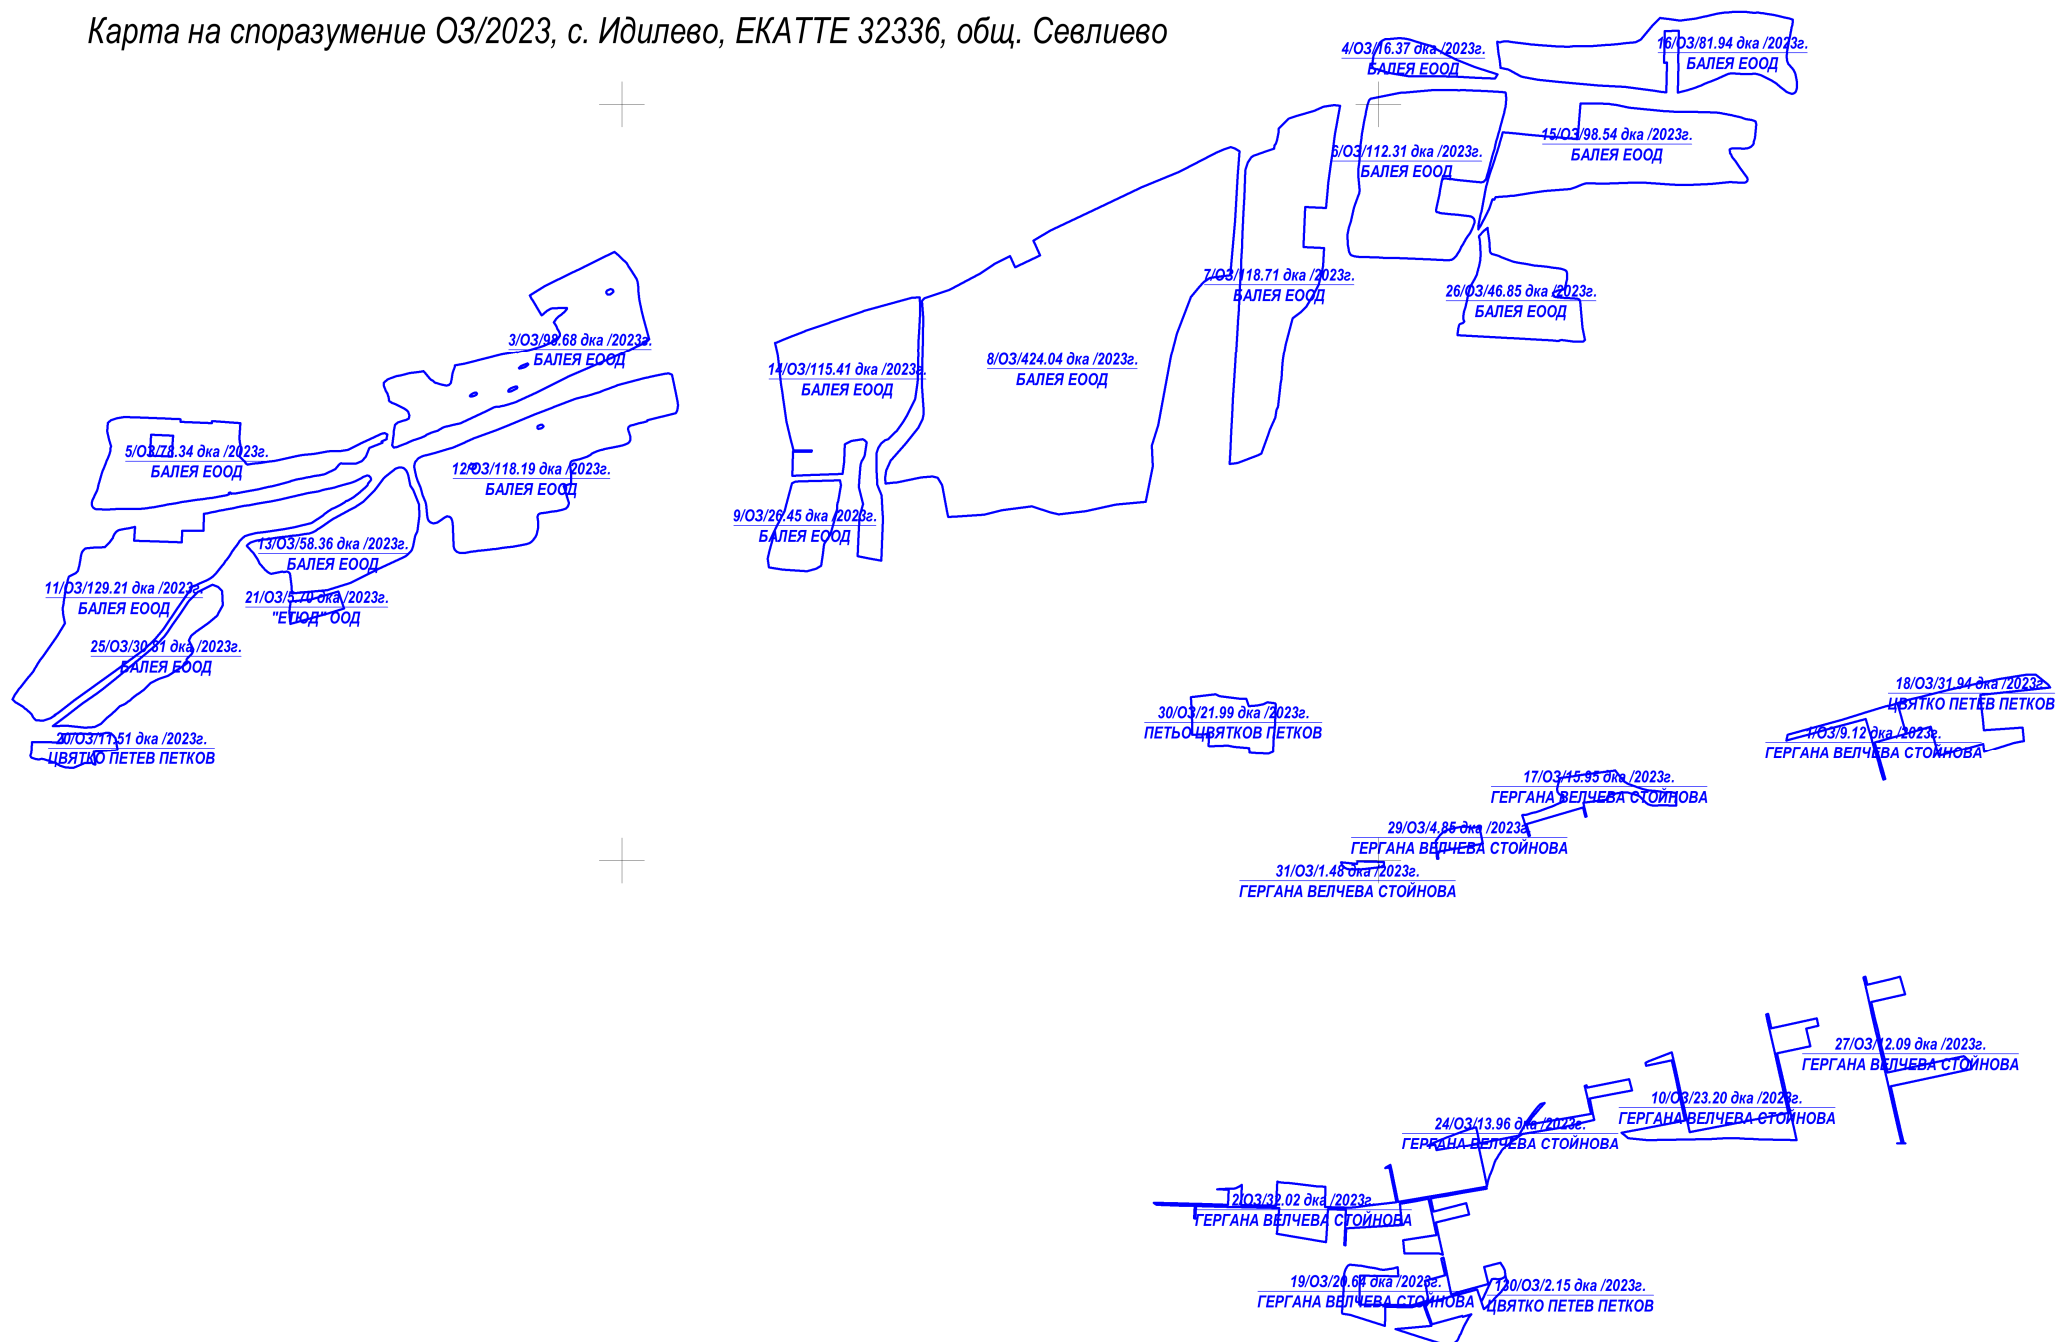 Карта на споразумение ОЗ/2023, с. Идилево, ЕКАТТЕ 32336, общ. Севлиево
4/ОЗ/16.37 дка /2023г.
БАЛЕЯ ЕООД
16/ОЗ/81.94 дка /2023г.
БАЛЕЯ ЕООД
15/ОЗ/98.54 дка /2023г.
БАЛЕЯ ЕООД
6/ОЗ/112.31 дка /2023г.
БАЛЕЯ ЕООД
7/ОЗ/118.71 дка /2023г.
БАЛЕЯ ЕООД
26/ОЗ/46.85 дка /2023г.
БАЛЕЯ ЕООД
3/ОЗ/98.68 дка /2023г.
БАЛЕЯ ЕООД
14/ОЗ/115.41 дка /2023г.
БАЛЕЯ ЕООД
8/ОЗ/424.04 дка /2023г.
БАЛЕЯ ЕООД
5/ОЗ/78.34 дка /2023г.
БАЛЕЯ ЕООД
12/ОЗ/118.19 дка /2023г.
БАЛЕЯ ЕООД
9/ОЗ/26.45 дка /2023г.
БАЛЕЯ ЕООД
13/ОЗ/58.36 дка /2023г.
БАЛЕЯ ЕООД
11/ОЗ/129.21 дка /2023г.
БАЛЕЯ ЕООД
21/ОЗ/5.70 дка /2023г.
"ЕТЮД" ООД
25/ОЗ/30.81 дка /2023г.
БАЛЕЯ ЕООД
20/ОЗ/11.51 дка /2023г.
ЦВЯТКО ПЕТЕВ ПЕТКОВ
30/ОЗ/21.99 дка /2023г.
ПЕТЬО ЦВЯТКОВ ПЕТКОВ
18/ОЗ/31.94 дка /2023г.
ЦВЯТКО ПЕТЕВ ПЕТКОВ
1/ОЗ/9.12 дка /2023г.
ГЕРГАНА ВЕЛЧЕВА СТОЙНОВА
17/ОЗ/15.95 дка /2023г.
ГЕРГАНА ВЕЛЧЕВА СТОЙНОВА
29/ОЗ/4.85 дка /2023г.
ГЕРГАНА ВЕЛЧЕВА СТОЙНОВА
31/ОЗ/1.48 дка /2023г.
ГЕРГАНА ВЕЛЧЕВА СТОЙНОВА
27/ОЗ/12.09 дка /2023г.
ГЕРГАНА ВЕЛЧЕВА СТОЙНОВА
10/ОЗ/23.20 дка /2023г.
ГЕРГАНА ВЕЛЧЕВА СТОЙНОВА
24/ОЗ/13.96 дка /2023г.
ГЕРГАНА ВЕЛЧЕВА СТОЙНОВА
2/ОЗ/32.02 дка /2023г.
ГЕРГАНА ВЕЛЧЕВА СТОЙНОВА
19/ОЗ/20.64 дка /2023г.
ГЕРГАНА ВЕЛЧЕВА СТОЙНОВА
130/ОЗ/2.15 дка /2023г.
ЦВЯТКО ПЕТЕВ ПЕТКОВ